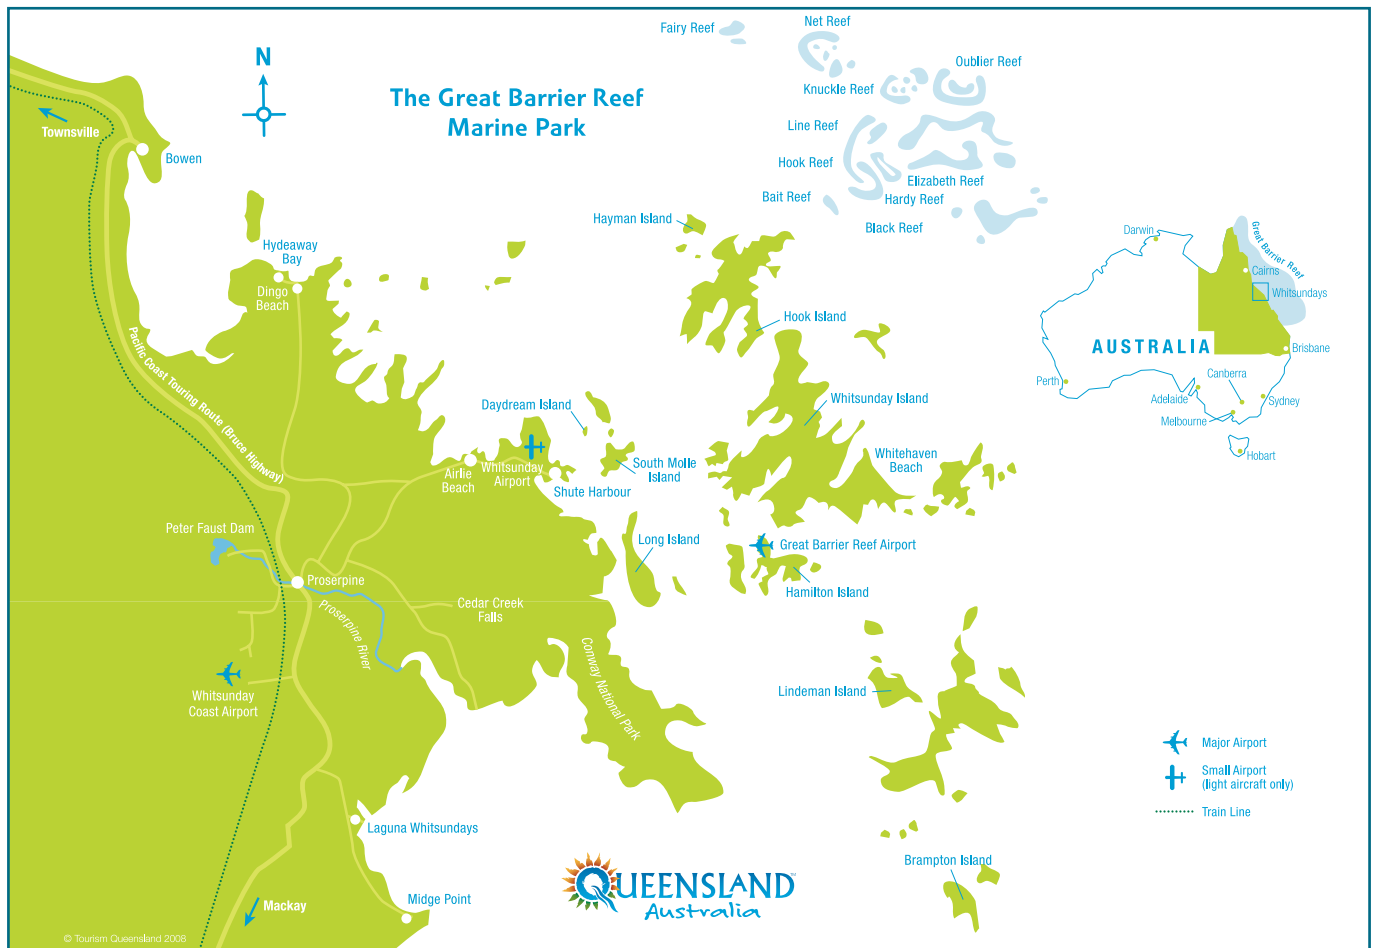 Fairy Reef
Net Reef
Oublier Reef
Knuckle Reef
N
The Great Barrier Reef
Marine Park
Line Reef
Townsville
Bowen
Hook Reef
Elizabeth Reef
Bait Reef
Hardy Reef
Hayman Island
Black Reef
Hydeaway
Bay
Dingo
Beach
Hook Island
Pacific Coast Touring Route (Bruce Highway)
Daydream Island
Whitsunday Island
Whitehaven
Beach
Airlie
Beach
Whitsunday
Airport
South Molle
Island
Shute Harbour
Peter Faust Dam
Long Island
Great Barrier Reef Airport
Proserpine
Hamilton Island
Proserpine River
Cedar Creek
Falls
Conway National Park
Whitsunday
Coast Airport
Lindeman Island
Laguna Whitsundays
Brampton Island
Midge Point
Mackay
QUEENSLAND
Australia
© Tourism Queensland 2008
Darwin
Great Barrier Reef
Cairns
Whitsundays
AUSTRALIA
Brisbane
Canberra
Perth
Adelaide
Sydney
Melbourne
Hobart
Major Airport
Small Airport
(light aircraft only)
Train Line